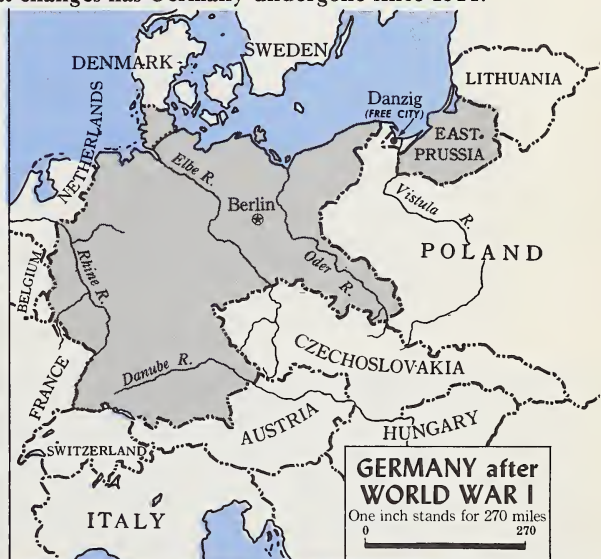 changes has Germany undergone since
SWEDEN
DENMARK
LITHUANIA
NETHERLANDS
Danzig
(FREE CITY)
EAST
PRUSSIA
Elbe R.
Berlin
Vistula R.
POLAND
Oder R.
BELGIUM
Rhine R.
CZECHOSLOVAKIA
FRANCE
Danube R.
AUSTRIA
HUNGARY
SWITZERLAND
ITALY
GERMANY after
WORLD WAR I
One inch stands for 270 miles
0 270